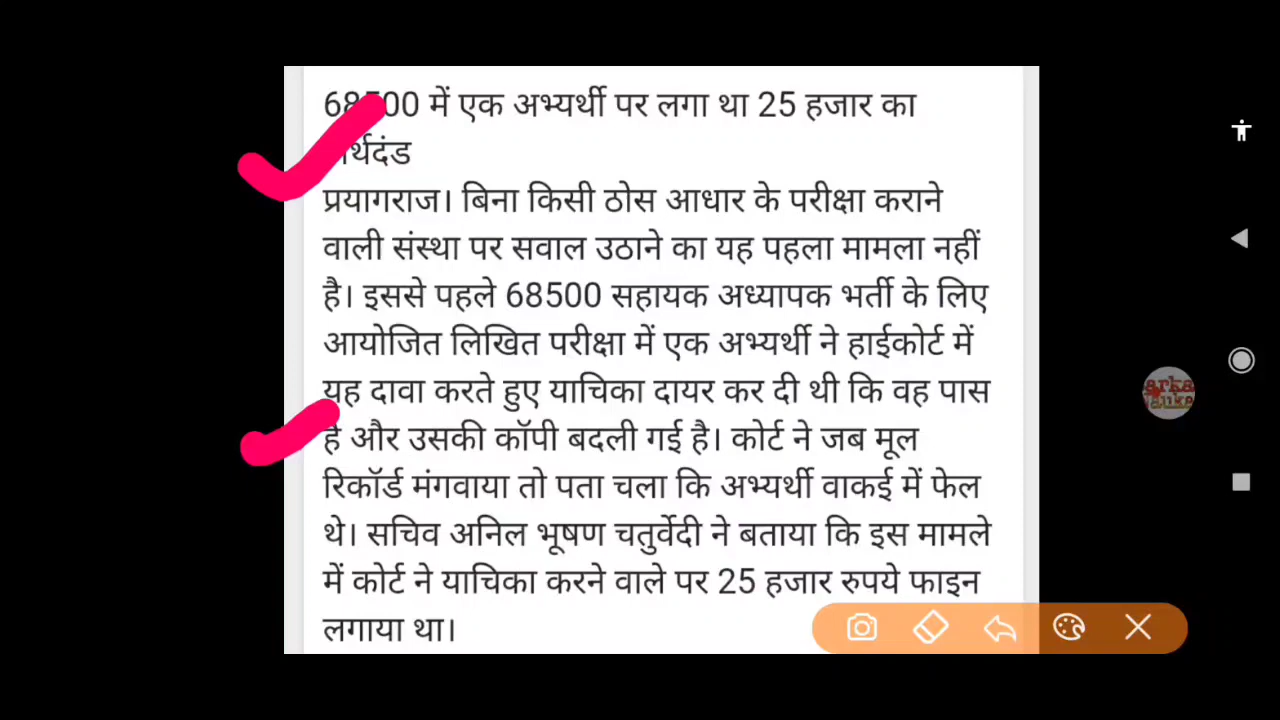 68500 में एक अभ्यर्थी पर लगा था 25 हजार का
र्थदंड
प्रयागराज। बिना किसी ठोस आधार के परीक्षा कराने
वाली संस्था पर सवाल उठाने का यह पहला मामला नहीं
है। इससे पहले 68500 सहायक अध्यापक भर्ती के लिए
आयोजित लिखित परीक्षा में एक अभ्यर्थी ने हाईकोर्ट में
यह दावा करते हुए याचिका दायर कर दी थी कि वह पास
है और उसकी कॉपी बदली गई है। कोर्ट ने जब मूल
रिकॉर्ड मंगवाया तो पता चला कि अभ्यर्थी वाकई में फेल
थे। सचिव अनिल भूषण चतुर्वेदी ने बताया कि इस मामले
में कोर्ट ने याचिका करने वाले पर 25 हजार रुपये फाइन
लगाया था।